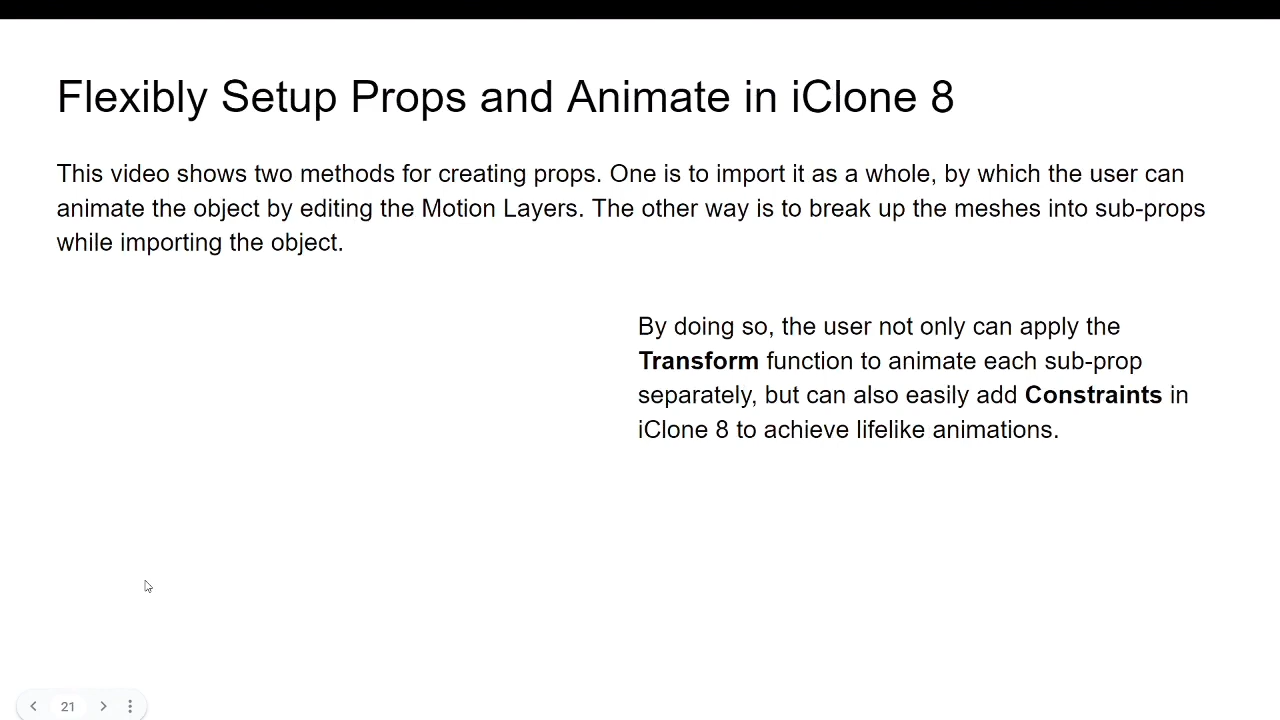 Flexibly Setup Props and Animate in iClone 8
This video shows two methods for creating props. One is to import it as a whole, by which the user can
animate the object by editing the Motion Layers. The other way is to break up the meshes into sub-props
while importing the object.
By doing so, the user not only can apply the
Transform function to animate each sub-prop
separately, but can also easily add Constraints in
iClone 8 to achieve lifelike animations.
21